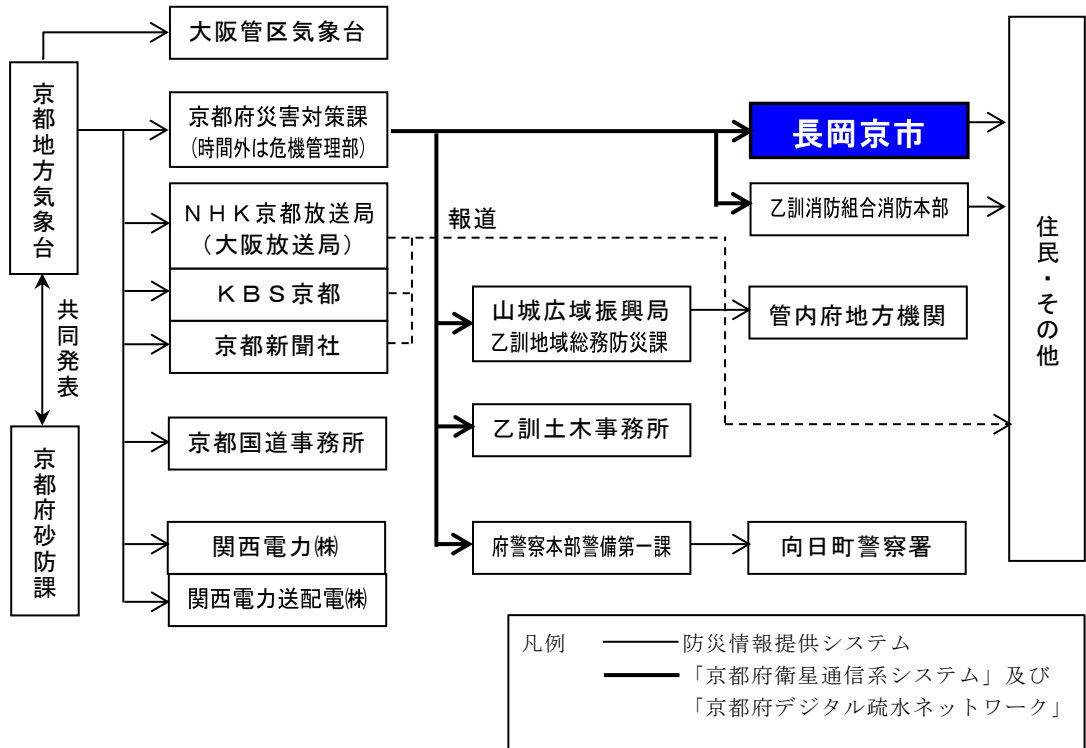 大阪管区気象台
京都地方気象台
京都府災害対策課
(時間外は危機管理部)
長岡京市
乙訓消防組合消防本部
NHK京都放送局
(大阪放送局)
報道
KBS京都
京都新聞社
山城広域振興局
乙訓地域総務防災課
管内府地方機関
住民・その他
共同発表
京都国道事務所
乙訓土木事務所
京都府砂防課
関西電力㈱
関西電力送配電㈱
府警察本部警備第一課
向日町警察署
凡例
防災情報提供システム
「京都府衛星通信系システム」及び
「京都府デジタル疏水ネットワーク」